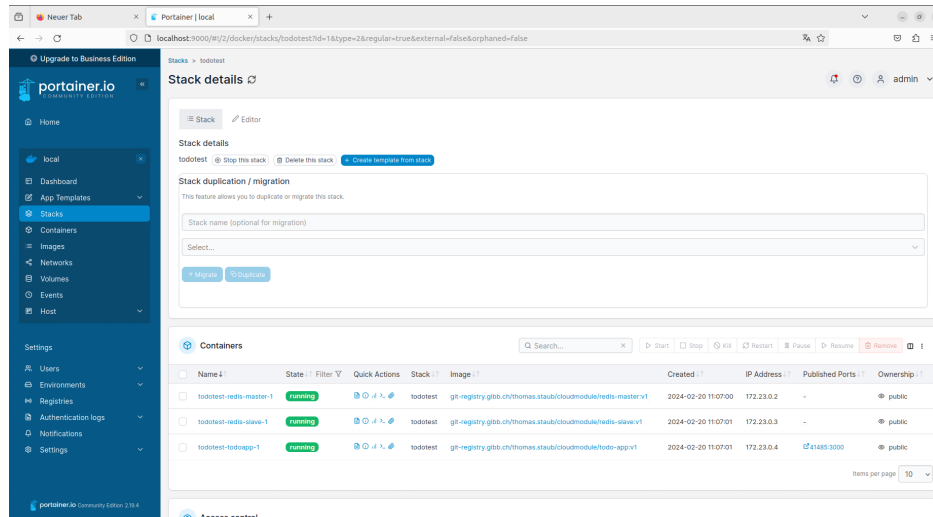 Neuer Tab
Portainer | local
localhost:9000/#!/2/docker/stacks/todotest?id=1&type=2&regular=true&external=false&orphaned=false
Upgrade to Business Edition
portainer.io
COMMUNITY EDITION
Home
local
Dashboard
App Templates
Stacks
Containers
Images
Networks
Volumes
Events
Host
Settings
Users
Environments
Registries
Authentication logs
Notifications
Settings
portainer.io Community Edition 2.19.4
Stacks > todotest
Stack details
admin
Stack Editor
Stack details
todotest Stop this stack Delete this stack + Create template from stack
Stack duplication / migration
This feature allows you to duplicate or migrate this stack.
Stack name (optional for migration)
Select...
Migrate Duplicate
Containers Search... Start Stop Kill Restart Pause Resume Remove
Name State Filter Quick Actions Stack Image Created IP Address Published Ports Ownership
todotest-redis-master-1 running todotest git-registry.gibb.ch/thomas.staub/cloudmodule/redis-master:v1 2024-02-20 11:07:00 172.23.0.2 - public
todotest-redis-slave-1 running todotest git-registry.gibb.ch/thomas.staub/cloudmodule/redis-slave:v1 2024-02-20 11:07:01 172.23.0.3 - public
todotest-todoapp-1 running todotest git-registry.gibb.ch/thomas.staub/cloudmodule/todo-app:v1 2024-02-20 11:07:01 172.23.0.4 41485:3000 public
Items per page 10
Access control